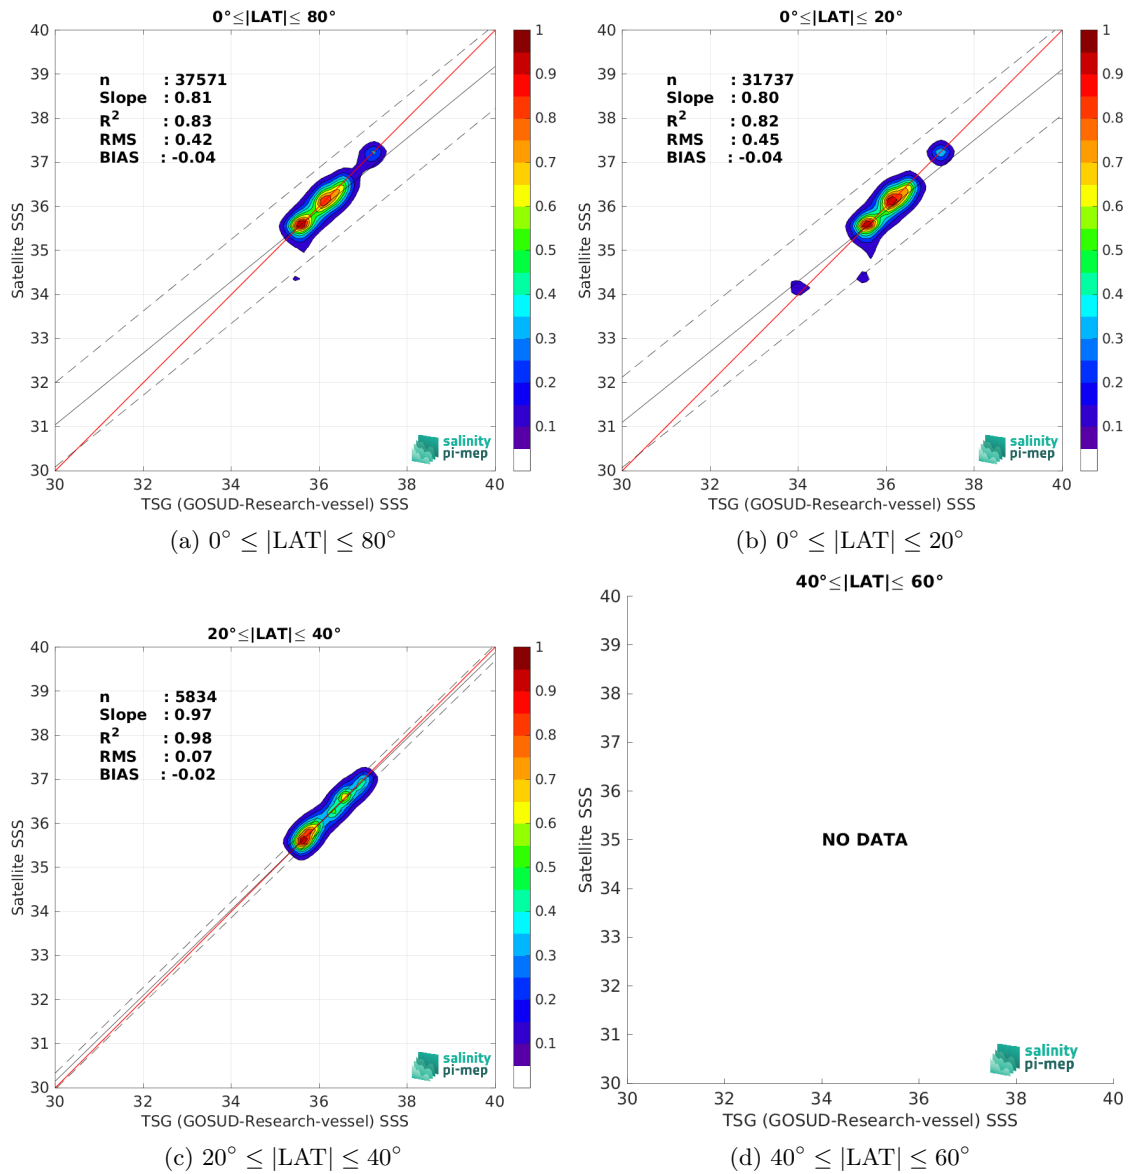 0°≤|LAT|≤ 80°
n : 37571
Slope : 0.81
R² : 0.83
RMS : 0.42
BIAS : -0.04
40
39
38
37
36
35
34
33
32
31
30
Satellite SSS
30 32 34 36 38 40
TSG (GOSUD-Research-vessel) SSS
1
0.9
0.8
0.7
0.6
0.5
0.4
0.3
0.2
0.1
salinity
pi-mep
(a) 0° ≤ |LAT| ≤ 80°
0°≤|LAT|≤ 20°
n : 31737
Slope : 0.80
R² : 0.82
RMS : 0.45
BIAS : -0.04
40
39
38
37
36
35
34
33
32
31
30
Satellite SSS
30 32 34 36 38 40
TSG (GOSUD-Research-vessel) SSS
1
0.9
0.8
0.7
0.6
0.5
0.4
0.3
0.2
0.1
salinity
pi-mep
(b) 0° ≤ |LAT| ≤ 20°
20°≤|LAT|≤ 40°
n : 5834
Slope : 0.97
R² : 0.98
RMS : 0.07
BIAS : -0.02
40
39
38
37
36
35
34
33
32
31
30
Satellite SSS
30 32 34 36 38 40
TSG (GOSUD-Research-vessel) SSS
1
0.9
0.8
0.7
0.6
0.5
0.4
0.3
0.2
0.1
salinity
pi-mep
(c) 20° ≤ |LAT| ≤ 40°
40°≤|LAT|≤ 60°
40
39
38
37
36
35
34
33
32
31
30
Satellite SSS
NO DATA
30 32 34 36 38 40
TSG (GOSUD-Research-vessel) SSS
salinity
pi-mep
(d) 40° ≤ |LAT| ≤ 60°